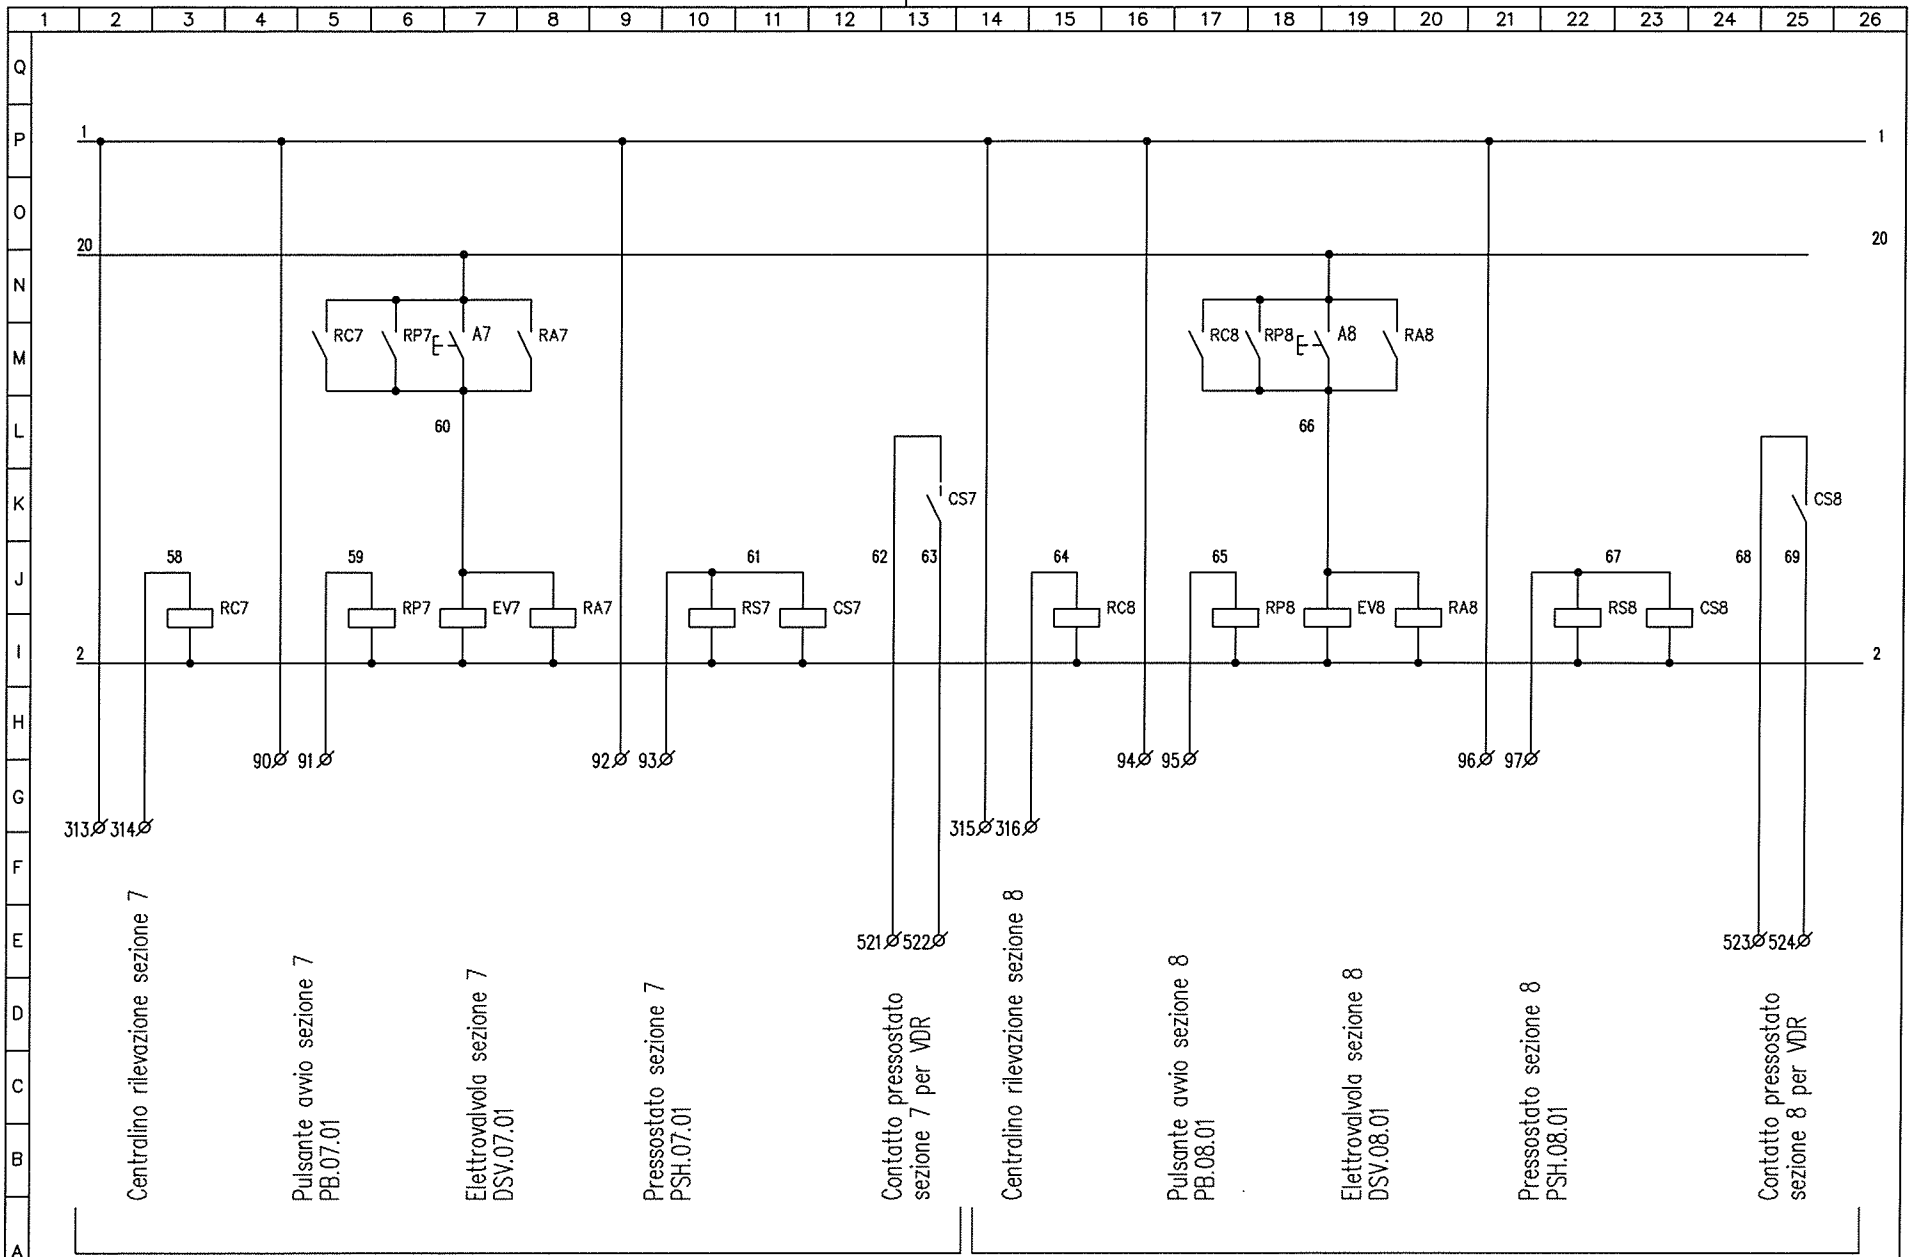 1 2 3 4 5 6 7 8 9 10 11 12 13 14 15 16 17 18 19 20 21 22 23 24 25 26
Q
P
1
1
O
20
20
N
M
RC7 RP7 A7 RA7
RC8 RP8 A8 RA8
L
60
66
K
CS7
CS8
J
58 59 61 62 63 64 65 67 68 69
RC7 RP7 EV7 RA7 RS7 CS7 RC8 RP8 EV8 RA8 RS8 CS8
I
2
2
H
90 91 92 93 94 95 96 97
G
313 314 315 316
F
E
521 522 523 524
D
C
B
A
Centralino rilevazione sezione 7
Pulsante avvio sezione 7
PB.07.01
Elettrovalvola sezione 7
DSV.07.01
Pressostato sezione 7
PSH.07.01
Contatto pressostato
sezione 7 per VDR
Centralino rilevazione sezione 8
Pulsante avvio sezione 8
PB.08.01
Elettrovalvola sezione 8
DSV.08.01
Pressostato sezione 8
PSH.08.01
Contatto pressostato
sezione 8 per VDR